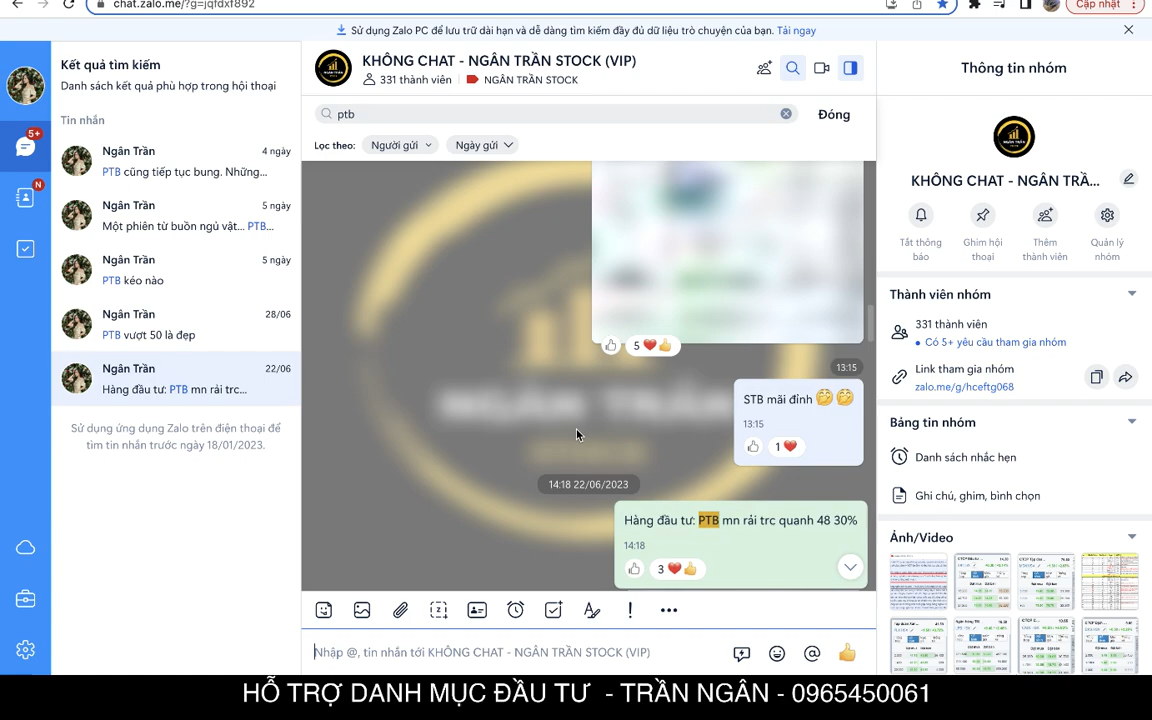 chat.zalo.me/?g=jqfdxf892
Cập nhật
Sử dụng Zalo PC để lưu trữ dài hạn và dễ dàng tìm kiếm đầy đủ dữ liệu trò chuyện của bạn. Tải ngay
Kết quả tìm kiếm
Danh sách kết quả phù hợp trong hội thoại
Tin nhắn
5+
N
Ngân Trần 4 ngày
PTB cũng tiếp tục bung. Những...
Ngân Trần 5 ngày
Một phiên từ buồn ngủ vật... PTB...
Ngân Trần 5 ngày
PTB kéo nào
Ngân Trần 28/06
PTB vượt 50 là đẹp
Ngân Trần 22/06
Hàng đầu tư: PTB mn rải trc...
Sử dụng ứng dụng Zalo trên điện thoại để
tìm tin nhắn trước ngày 18/01/2023.
KHÔNG CHAT - NGÂN TRẦN STOCK (VIP)
331 thành viên NGÂN TRẦN STOCK
ptb
Đóng
Lọc theo: Người gửi Ngày gửi
5
13:15
STB mãi đỉnh
13:15
1
NGÂN TRẦN
14:18 22/06/2023
Hàng đầu tư: PTB mn rải trc quanh 48 30%
14:18
3
Nhập @, tin nhắn tới KHÔNG CHAT - NGÂN TRẦN STOCK (VIP)
Thông tin nhóm
KHÔNG CHAT - NGÂN TRẦ...
Tắt thông
báo
Ghim hội
thoại
Thêm
thành viên
Quản lý
nhóm
Thành viên nhóm
331 thành viên
Có 5+ yêu cầu tham gia nhóm
Link tham gia nhóm
zalo.me/g/hceftg068
Bảng tin nhóm
Danh sách nhắc hẹn
Ghi chú, ghim, bình chọn
Ảnh/Video
HỖ TRỢ DANH MỤC ĐẦU TƯ - TRẦN NGÂN - 0965450061